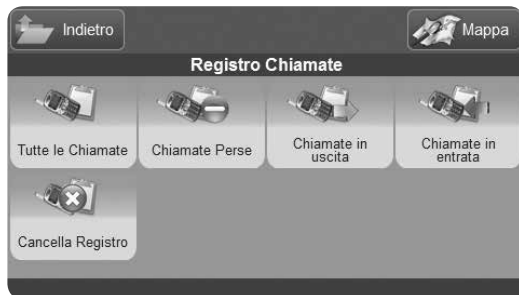 Indietro
Mappa
Registro Chiamate
Tutte le Chiamate
Chiamate Perse
Chiamate in
uscita
Chiamate in
entrata
Cancella Registro